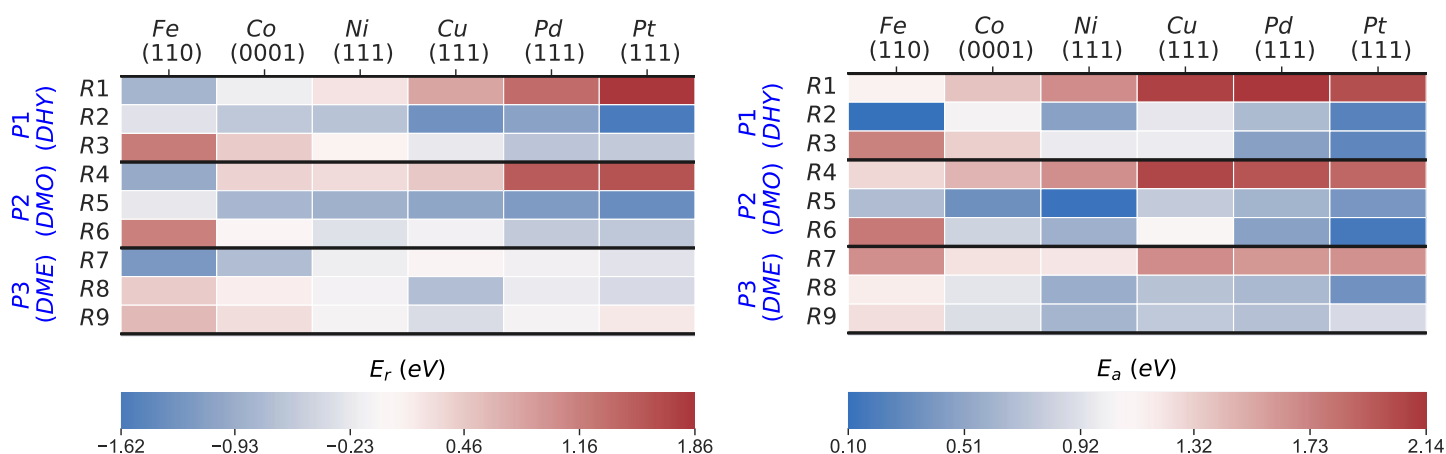 Fe Co Ni Cu Pd Pt
(110) (0001) (111) (111) (111) (111)
P1
(DHY)
R1
R2
R3
P2
(DMO)
R4
R5
R6
P3
(DME)
R7
R8
R9
E_r (eV)
−1.62 −0.93 −0.23 0.46 1.16 1.86
Fe Co Ni Cu Pd Pt
(110) (0001) (111) (111) (111) (111)
P1
(DHY)
R1
R2
R3
P2
(DMO)
R4
R5
R6
P3
(DME)
R7
R8
R9
E_a (eV)
0.10 0.51 0.92 1.32 1.73 2.14